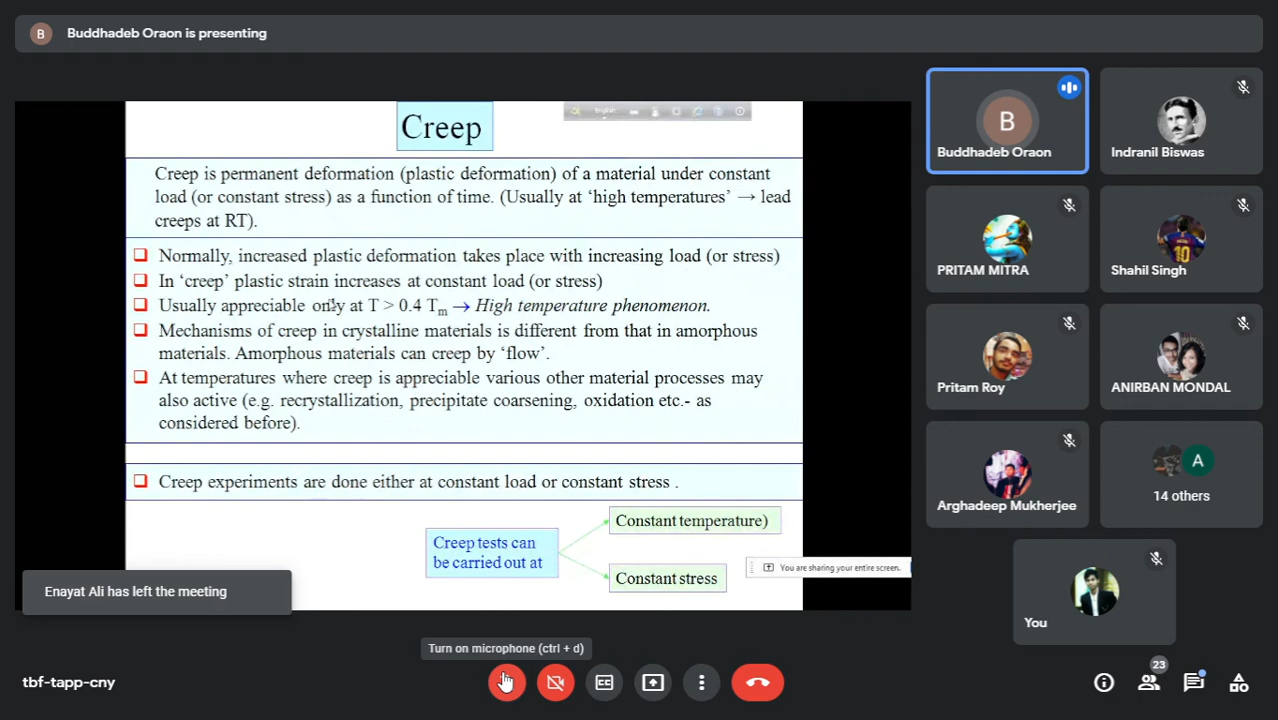 B Buddhadeb Oraon is presenting
Creep
English
Creep is permanent deformation (plastic deformation) of a material under constant
load (or constant stress) as a function of time. (Usually at ‘high temperatures’ → lead
creeps at RT).
❑ Normally, increased plastic deformation takes place with increasing load (or stress)
❑ In ‘creep’ plastic strain increases at constant load (or stress)
❑ Usually appreciable only at T > 0.4 Tm → High temperature phenomenon.
❑ Mechanisms of creep in crystalline materials is different from that in amorphous
materials. Amorphous materials can creep by ‘flow’.
❑ At temperatures where creep is appreciable various other material processes may
also active (e.g. recrystallization, precipitate coarsening, oxidation etc.- as
considered before).
❑ Creep experiments are done either at constant load or constant stress .
Creep tests can
be carried out at
Constant temperature)
Constant stress
You are sharing your entire screen.
Enayat Ali has left the meeting
B
Buddhadeb Oraon
Indranil Biswas
PRITAM MITRA
10
Shahil Singh
Pritam Roy
ANIRBAN MONDAL
Arghadeep Mukherjee
A
14 others
You
Turn on microphone (ctrl + d)
tbf-tapp-cny
CC
23